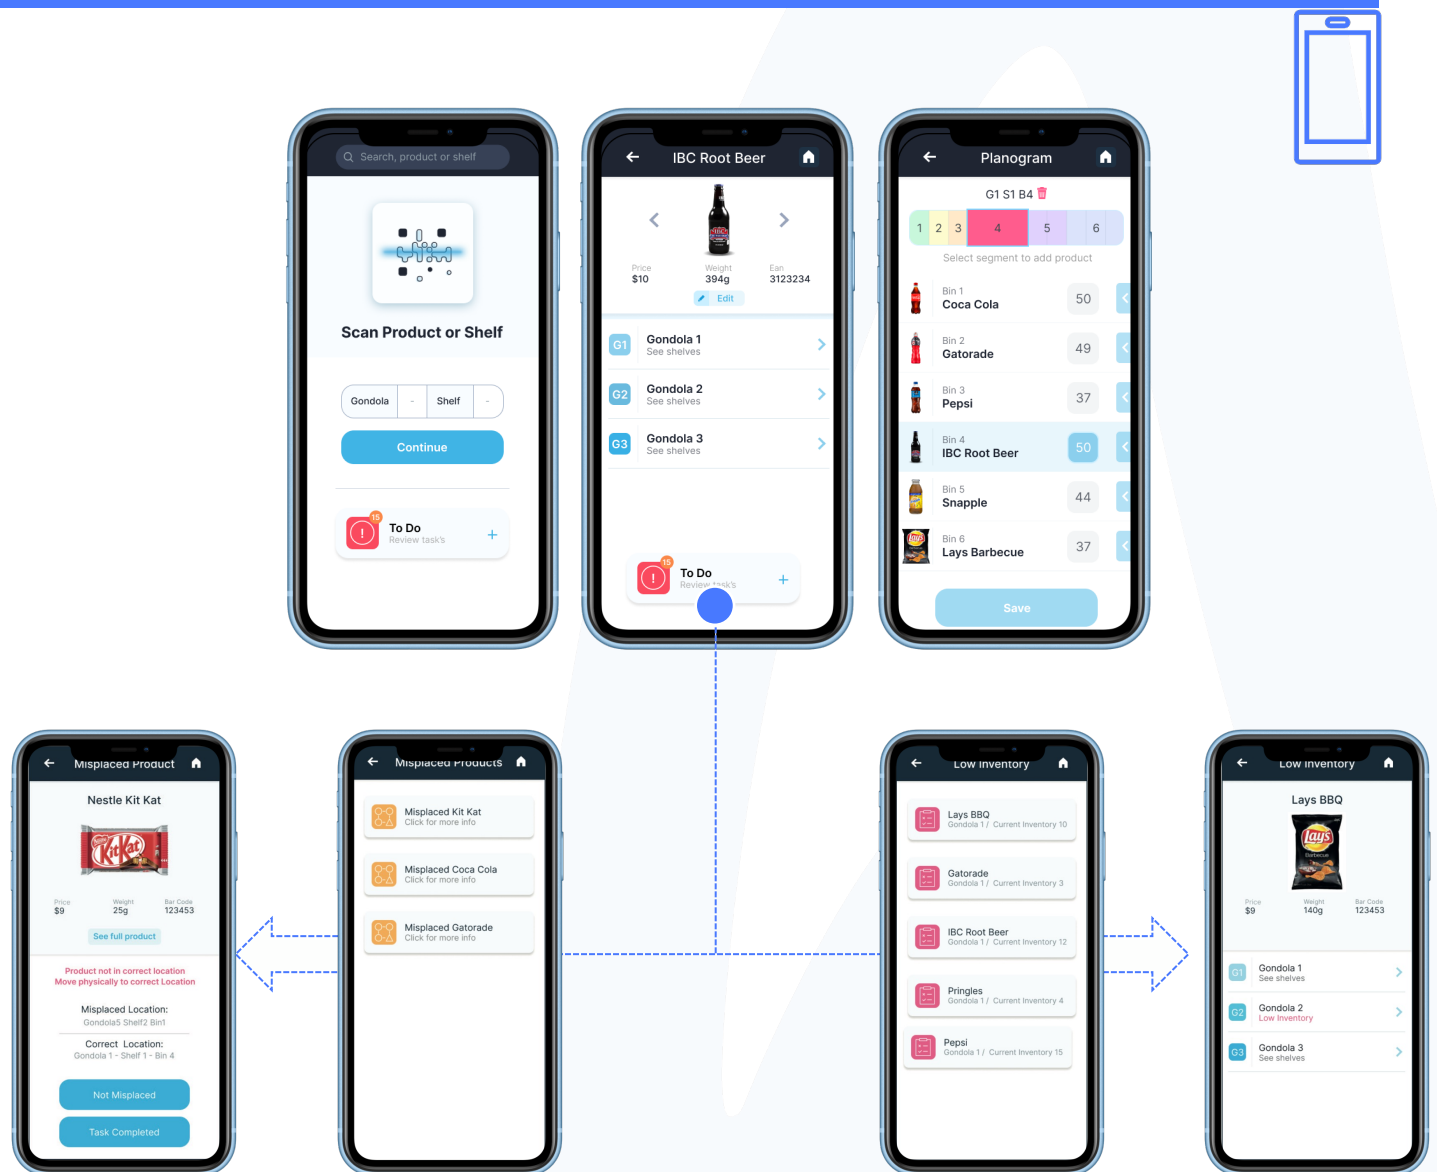 Search, product or shelf
Scan Product or Shelf
Gondola - Shelf -
Continue
15
To Do
Review task's
+
IBC Root Beer
Price Weight Ean
$10 394g 3123234
Edit
G1 Gondola 1
See shelves
G2 Gondola 2
See shelves
G3 Gondola 3
See shelves
15
To Do
Review task's
+
Planogram
G1 S1 B4
1 2 3 4 5 6
Select segment to add product
Bin 1
Coca Cola 50
Bin 2
Gatorade 49
Bin 3
Pepsi 37
Bin 4
IBC Root Beer 50
Bin 5
Snapple 44
Lays
Bin 6
Lays Barbecue 37
Save
Misplaced Product
Nestle Kit Kat
KitKat
Price Weight Bar Code
$9 25g 123453
See full product
Product not in correct location
Move physically to correct Location
Misplaced Location:
Gondola5 Shelf2 Bin1
Correct Location:
Gondola 1 - Shelf 1 - Bin 4
Not Misplaced
Task Completed
Misplaced Products
Misplaced Kit Kat
Click for more info
Misplaced Coca Cola
Click for more info
Misplaced Gatorade
Click for more info
Low Inventory
Lays BBQ
Gondola 1 / Current Inventory 10
Gatorade
Gondola 1 / Current Inventory 3
IBC Root Beer
Gondola 1 / Current Inventory 12
Pringles
Gondola 1 / Current Inventory 4
Pepsi
Gondola 1 / Current Inventory 15
Low Inventory
Lays BBQ
Lays
Barbecue
Price Weight Bar Code
$9 140g 123453
G1 Gondola 1
See shelves
G2 Gondola 2
Low Inventory
G3 Gondola 3
See shelves